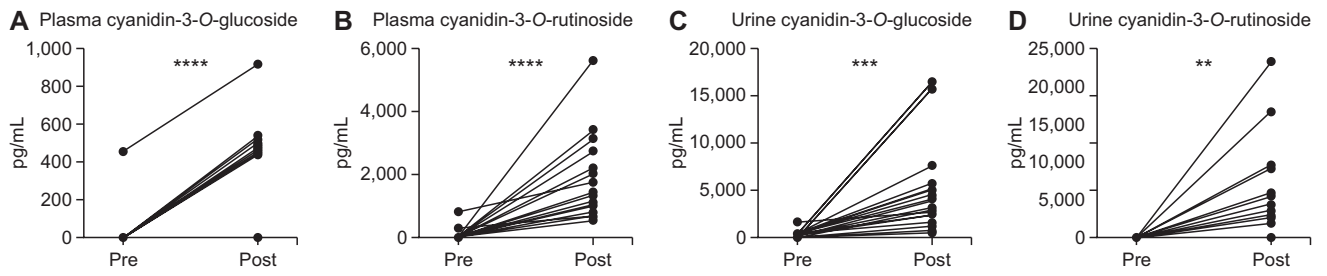 A Plasma cyanidin-3-O-glucoside
1,000
800
600
400
200
0
pg/mL
****
Pre Post
B Plasma cyanidin-3-O-rutinoside
6,000
4,000
2,000
0
pg/mL
****
Pre Post
C Urine cyanidin-3-O-glucoside
20,000
15,000
10,000
5,000
0
pg/mL
***
Pre Post
D Urine cyanidin-3-O-rutinoside
25,000
20,000
15,000
10,000
5,000
0
pg/mL
**
Pre Post